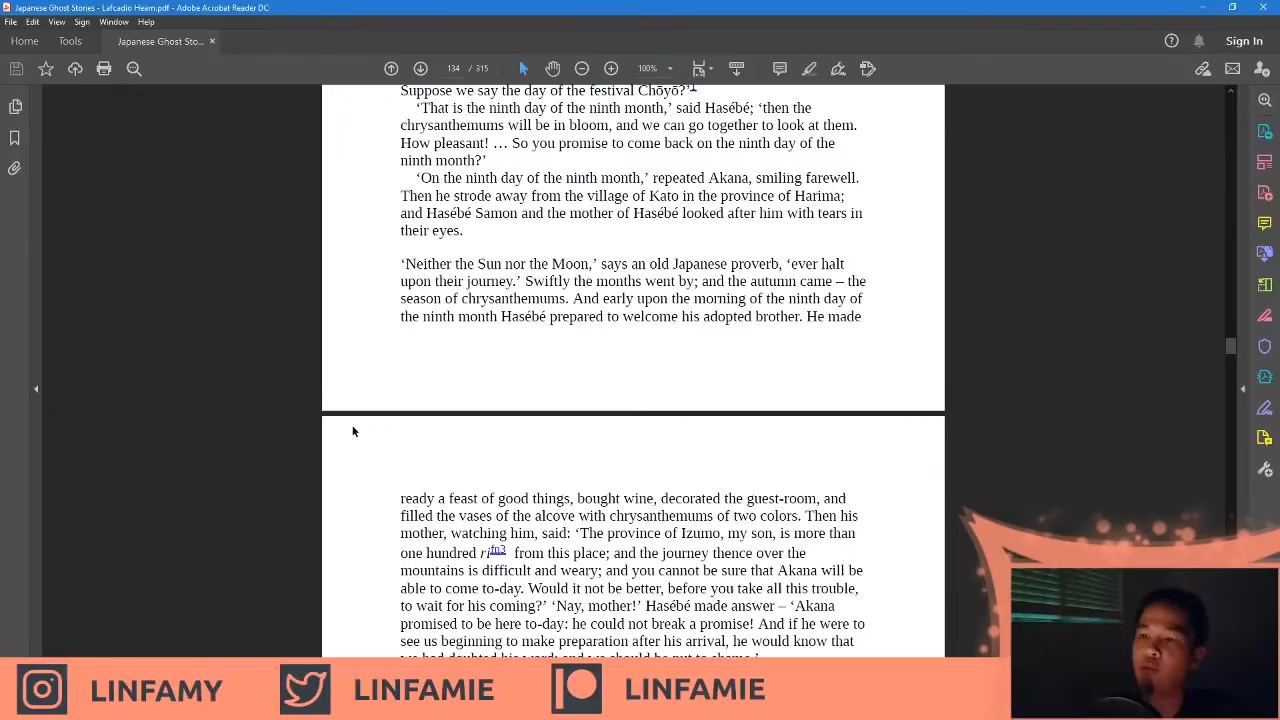 Japanese Ghost Stories - Lafcadio Hearn.pdf - Adobe Acrobat Reader DC
File Edit View Sign Window Help
Home Tools Japanese Ghost Sto... × Sign In
134 / 315 100%
Suppose we say the day of the festival Chōyō?’1
‘That is the ninth day of the ninth month,’ said Hasébé; ‘then the
chrysanthemums will be in bloom, and we can go together to look at them.
How pleasant! … So you promise to come back on the ninth day of the
ninth month?’
‘On the ninth day of the ninth month,’ repeated Akana, smiling farewell.
Then he strode away from the village of Kato in the province of Harima;
and Hasébé Samon and the mother of Hasébé looked after him with tears in
their eyes.
‘Neither the Sun nor the Moon,’ says an old Japanese proverb, ‘ever halt
upon their journey.’ Swiftly the months went by; and the autumn came – the
season of chrysanthemums. And early upon the morning of the ninth day of
the ninth month Hasébé prepared to welcome his adopted brother. He made
ready a feast of good things, bought wine, decorated the guest-room, and
filled the vases of the alcove with chrysanthemums of two colors. Then his
mother, watching him, said: ‘The province of Izumo, my son, is more than
one hundred ri fn3 from this place; and the journey thence over the
mountains is difficult and weary; and you cannot be sure that Akana will be
able to come to-day. Would it not be better, before you take all this trouble,
to wait for his coming?’ ‘Nay, mother!’ Hasébé made answer – ‘Akana
promised to be here to-day: he could not break a promise! And if he were to
see us beginning to make preparation after his arrival, he would know that
we had doubted his word; and we should be put to shame.’
LINFAMY LINFAMIE LINFAMIE